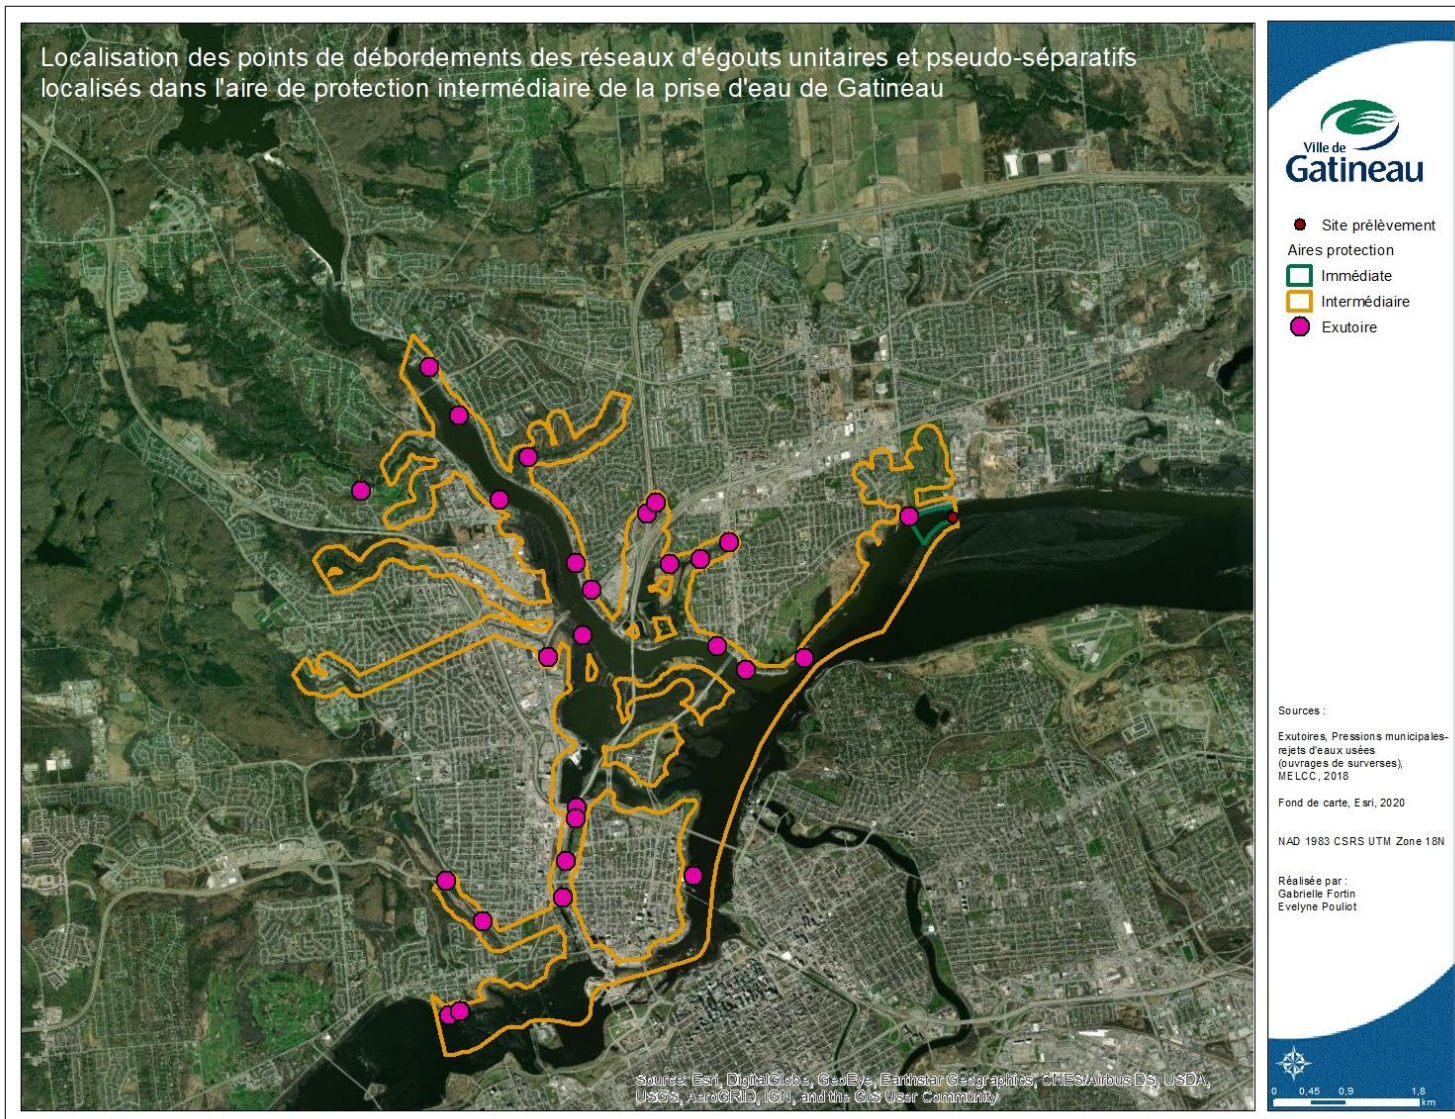 Localisation des points de débordements des réseaux d'égouts unitaires et pseudo-séparatifs
localisés dans l'aire de protection intermédiaire de la prise d'eau de Gatineau
Ville de
Gatineau
Site prélèvement
Aires protection
Immédiate
Intermédiaire
Exutoire
Sources :
Exutoires, Pressions municipales-
rejets d'eaux usées
(ouvrages de surverses),
MELCC, 2018
Fond de carte, Esri, 2020
NAD 1983 CSRS UTM Zone 18N
Réalisée par :
Gabrielle Fortin
Evelyne Pouliot
0 0,45 0,9 1,8
km
Source: Esri, DigitalGlobe, GeoEye, Earthstar Geographics, CNES/Airbus DS, USDA,
USGS, AeroGRID, IGN, and the GIS User Community